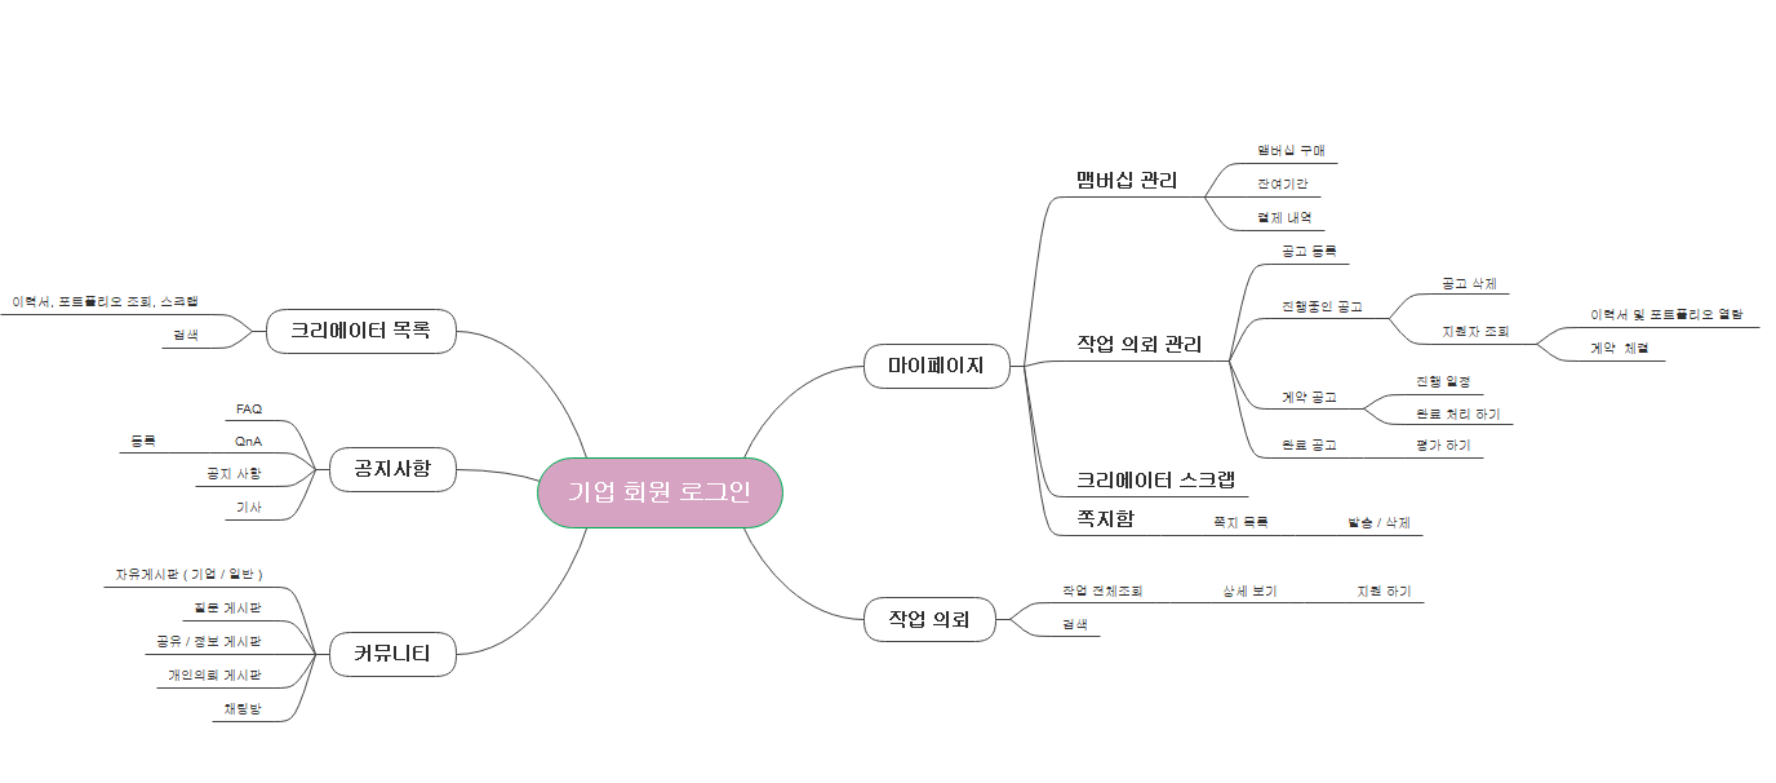 기업 회원 로그인
크리에이터 목록
이력서, 포트폴리오 조회, 스크랩
검색
공지사항
FAQ
QnA
등록
공지 사항
기사
커뮤니티
자유게시판 ( 기업 / 일반 )
질문 게시판
공유 / 정보 게시판
개인의뢰 게시판
채팅방
마이페이지
맴버십 관리
맴버십 구매
잔여기간
결제 내역
작업 의뢰 관리
공고 등록
진행중인 공고
공고 삭제
지원자 조회
이력서 및 포트폴리오 열람
계약 체결
계약 공고
진행 일정
완료 처리 하기
완료 공고
평가 하기
크리에이터 스크랩
쪽지함
쪽지 목록
발송 / 삭제
작업 의뢰
작업 전체조회
상세 보기
지원 하기
검색